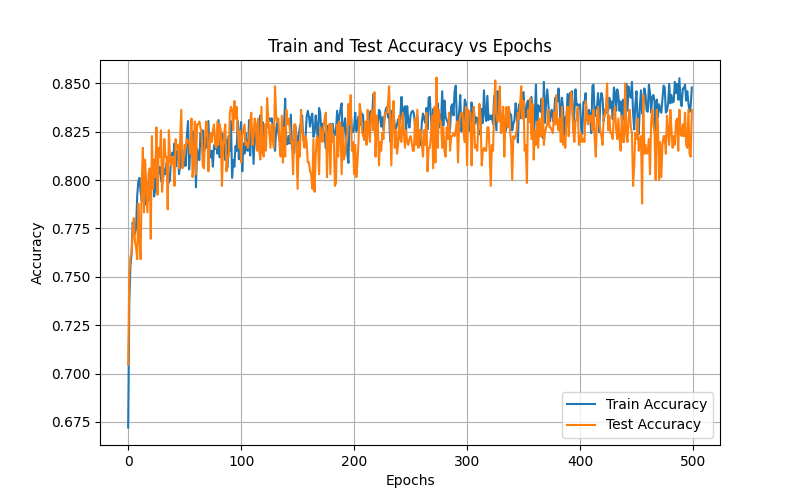 Train and Test Accuracy vs Epochs
0.850
0.825
0.800
0.775
0.750
0.725
0.700
0.675
Accuracy
0 100 200 300 400 500
Epochs
Train Accuracy
Test Accuracy